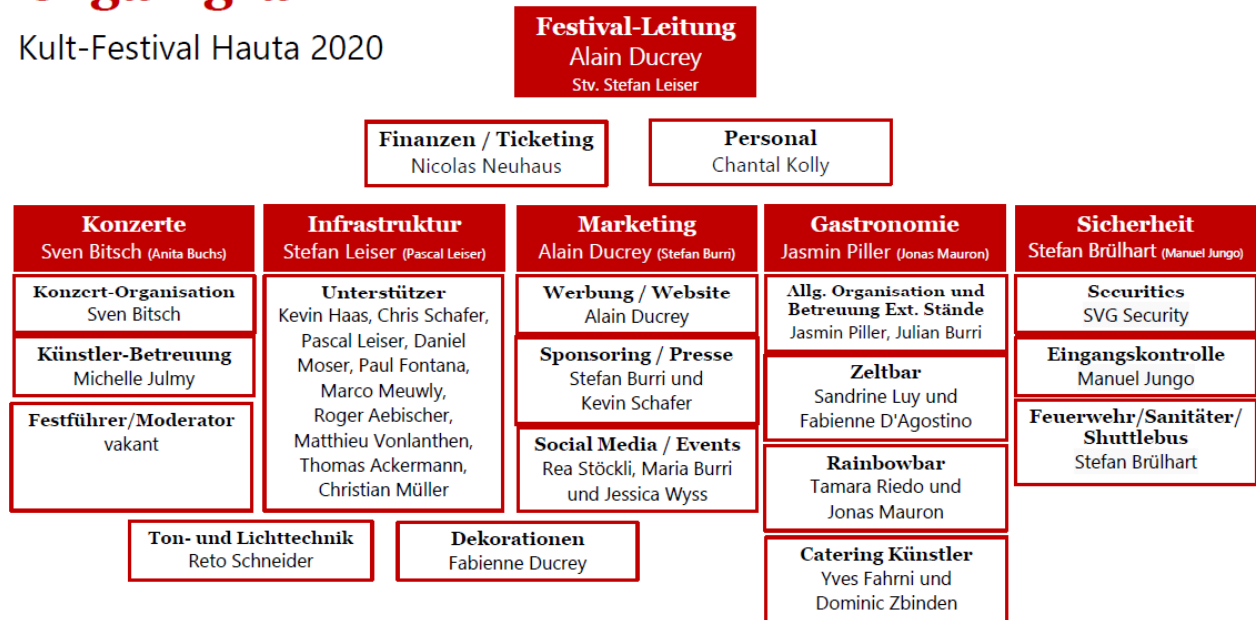 Kult-Festival Hauta 2020
Festival-Leitung
Alain Ducrey
Stv. Stefan Leiser
Finanzen / Ticketing
Nicolas Neuhaus
Personal
Chantal Kolly
Konzerte
Sven Bitsch (Anita Buchs)
Konzert-Organisation
Sven Bitsch
Künstler-Betreuung
Michelle Julmy
Festführer/Moderator
vakant
Infrastruktur
Stefan Leiser (Pascal Leiser)
Unterstützer
Kevin Haas, Chris Schafer,
Pascal Leiser, Daniel
Moser, Paul Fontana,
Marco Meuwly,
Roger Aebischer,
Matthieu Vonlanthen,
Thomas Ackermann,
Christian Müller
Marketing
Alain Ducrey (Stefan Burri)
Werbung / Website
Alain Ducrey
Sponsoring / Presse
Stefan Burri und
Kevin Schafer
Social Media / Events
Rea Stöckli, Maria Burri
und Jessica Wyss
Gastronomie
Jasmin Piller (Jonas Mauron)
Allg. Organisation und
Betreuung Ext. Stände
Jasmin Piller, Julian Burri
Zeltbar
Sandrine Luy und
Fabienne D'Agostino
Rainbowbar
Tamara Riedo und
Jonas Mauron
Catering Künstler
Yves Fahrni und
Dominic Zbinden
Sicherheit
Stefan Brülhart (Manuel Jungo)
Securities
SVG Security
Eingangskontrolle
Manuel Jungo
Feuerwehr/Sanitäter/
Shuttlebus
Stefan Brülhart
Ton- und Lichttechnik
Reto Schneider
Dekorationen
Fabienne Ducrey